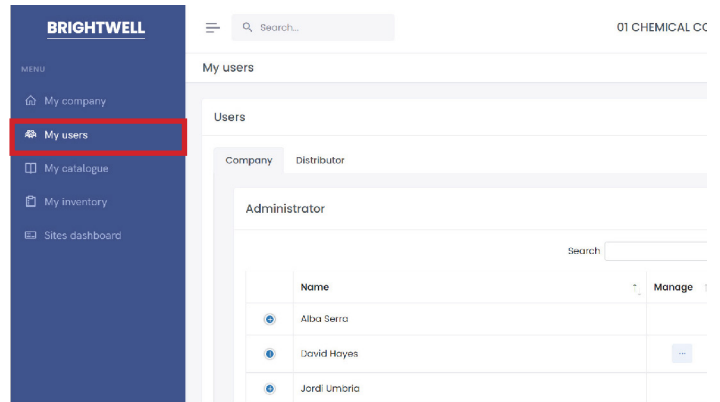 BRIGHTWELL
Search...
01 CHEMICAL CO
MENU
My users
My company
My users
My catalogue
My inventory
Sites dashboard
Users
Company Distributor
Administrator
Search
Name Manage
Alba Serra
David Hayes
...
Jordi Umbria